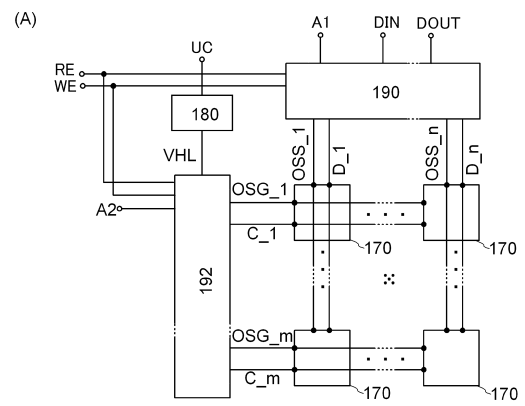 (A)
A1 DIN DOUT
UC
RE
WE
190
180
VHL
OSS_1 D_1 OSS_n D_n
A2
OSG_1
C_1
170 170
192
OSG_m
C_m
170 170